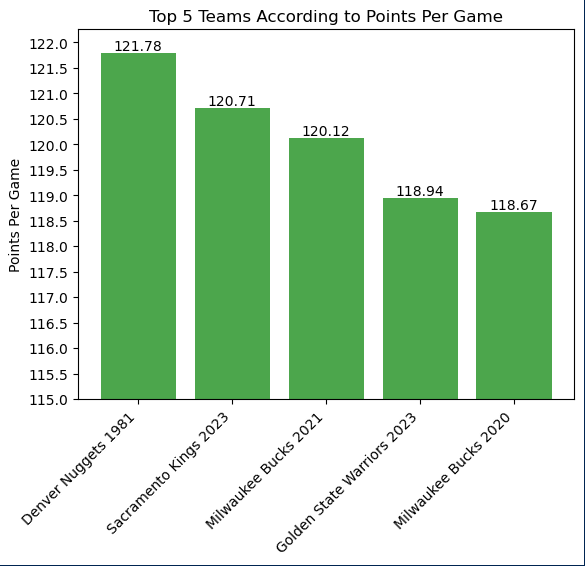 Top 5 Teams According to Points Per Game
Points Per Game
122.0
121.5
121.0
120.5
120.0
119.5
119.0
118.5
118.0
117.5
117.0
116.5
116.0
115.5
115.0
121.78
120.71
120.12
118.94
118.67
Denver Nuggets 1981
Sacramento Kings 2023
Milwaukee Bucks 2021
Golden State Warriors 2023
Milwaukee Bucks 2020